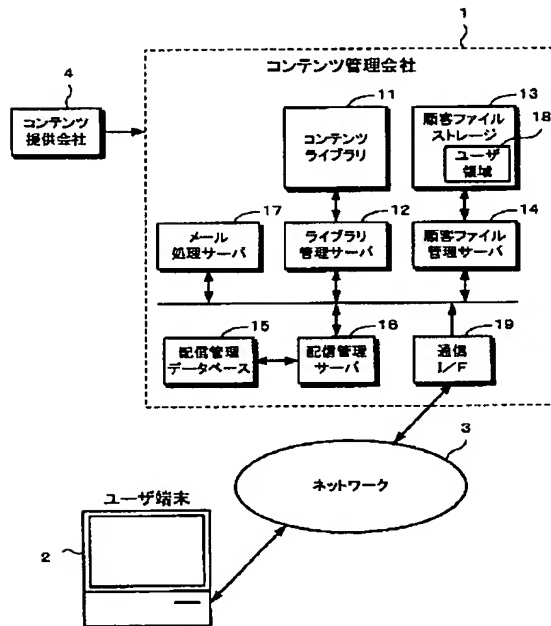 1
コンテンツ管理会社
4
コンテンツ
提供会社
11
コンテンツ
ライブラリ
13
顧客ファイル
ストレージ
18
ユーザ
領域
17
メール
処理サーバ
12
ライブラリ
管理サーバ
14
顧客ファイル
管理サーバ
15
配信管理
データベース
16
配信管理
サーバ
19
通信
I/F
3
ネットワーク
ユーザ端末
2